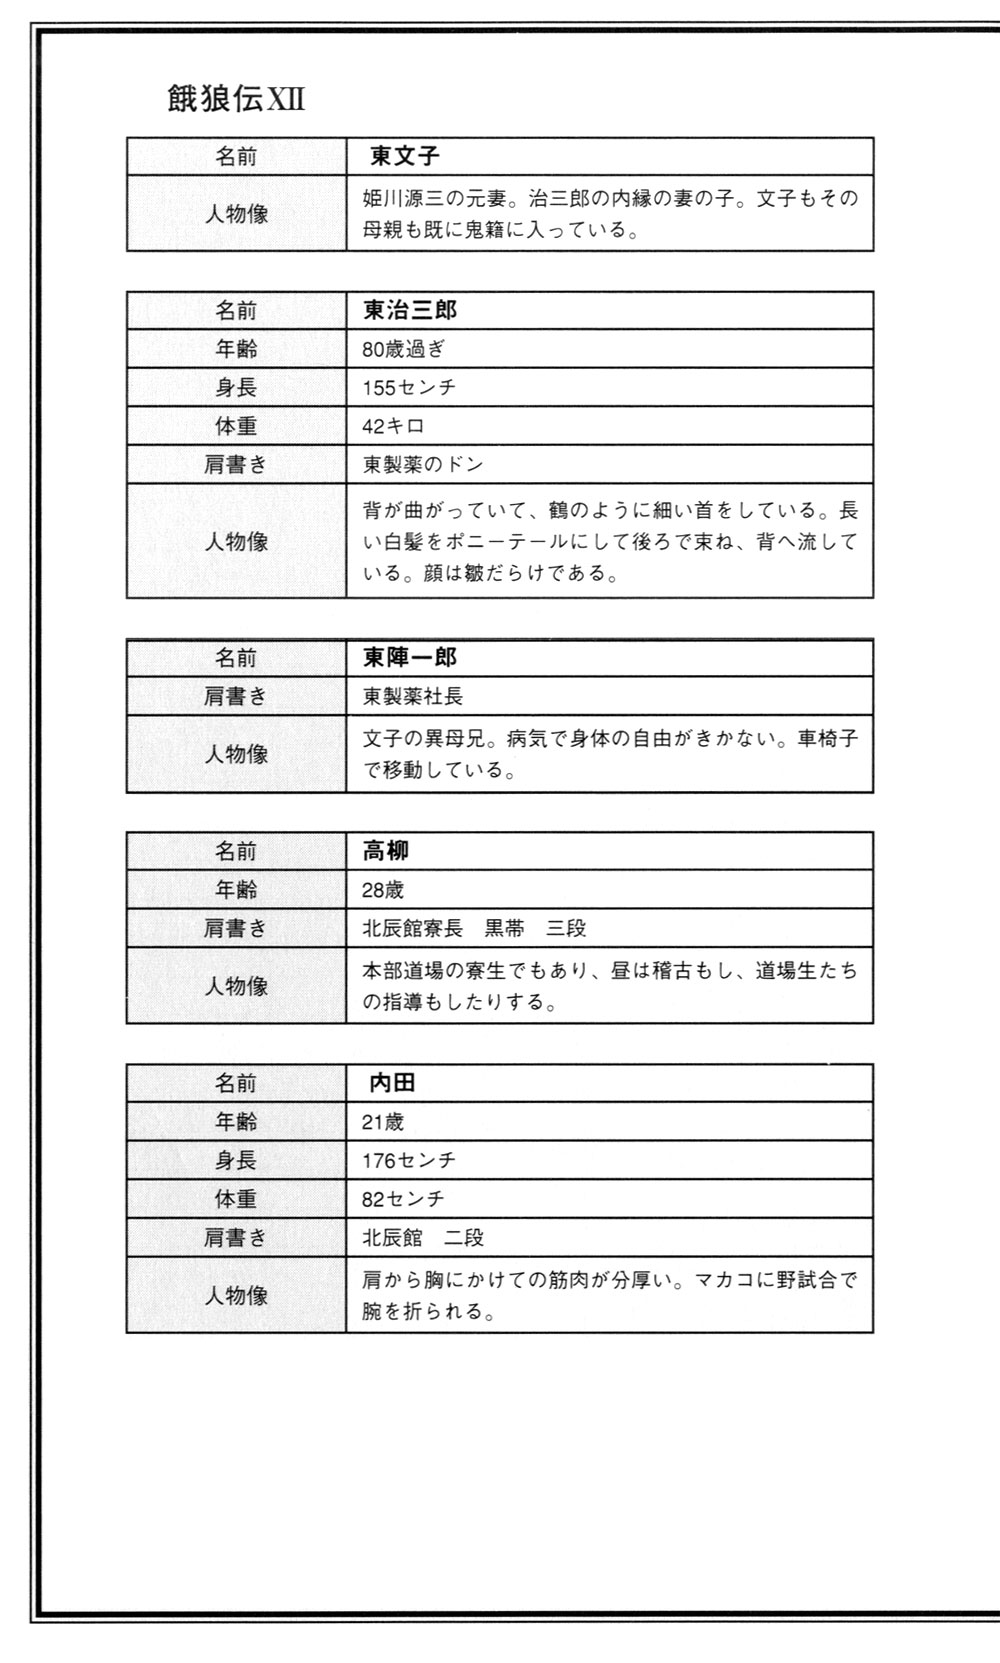 餓狼伝XII
名前 東文子
人物像 姫川源三の元妻。治三郎の内縁の妻の子。文子もその
母親も既に鬼籍に入っている。
名前 東治三郎
年齢 80歳過ぎ
身長 155センチ
体重 42キロ
肩書き 東製薬のドン
人物像 背が曲がっていて、鶴のように細い首をしている。長
い白髪をポニーテールにして後ろで束ね、背へ流して
いる。顔は皺だらけである。
名前 東陣一郎
肩書き 東製薬社長
人物像 文子の異母兄。病気で身体の自由がきかない。車椅子
で移動している。
名前 高柳
年齢 28歳
肩書き 北辰館寮長　黒帯　三段
人物像 本部道場の寮生でもあり、昼は稽古もし、道場生たち
の指導もしたりする。
名前 内田
年齢 21歳
身長 176センチ
体重 82センチ
肩書き 北辰館　二段
人物像 肩から胸にかけての筋肉が分厚い。マカコに野試合で
腕を折られる。